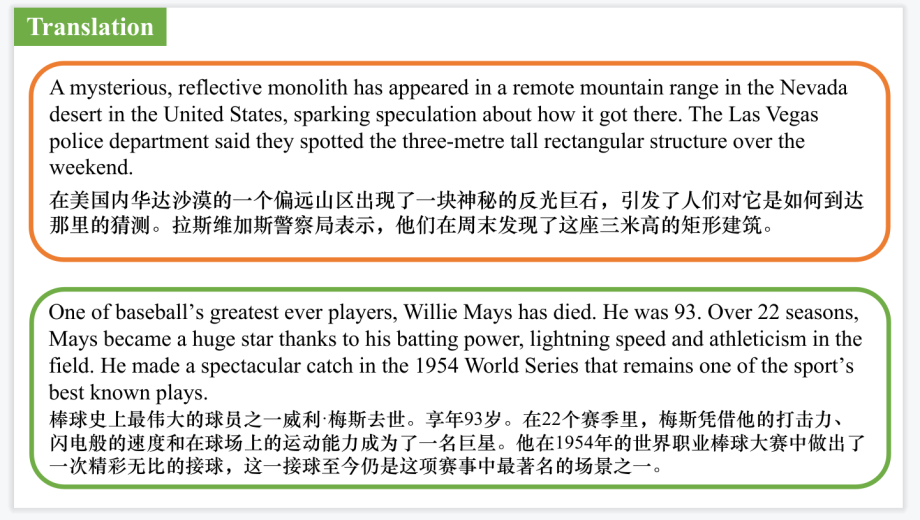 Translation
A mysterious, reflective monolith has appeared in a remote mountain range in the Nevada
desert in the United States, sparking speculation about how it got there. The Las Vegas
police department said they spotted the three-metre tall rectangular structure over the
weekend.
在美国内华达沙漠的一个偏远山区出现了一块神秘的反光巨石，引发了人们对它是如何到达
那里的猜测。拉斯维加斯警察局表示，他们在周末发现了这座三米高的矩形建筑。
One of baseball’s greatest ever players, Willie Mays has died. He was 93. Over 22 seasons,
Mays became a huge star thanks to his batting power, lightning speed and athleticism in the
field. He made a spectacular catch in the 1954 World Series that remains one of the sport’s
best known plays.
棒球史上最伟大的球员之一威利·梅斯去世。享年93岁。在22个赛季里，梅斯凭借他的打击力、
闪电般的速度和在球场上的运动能力成为了一名巨星。他在1954年的世界职业棒球大赛中做出了
一次精彩无比的接球，这一接球至今仍是这项赛事中最著名的场景之一。